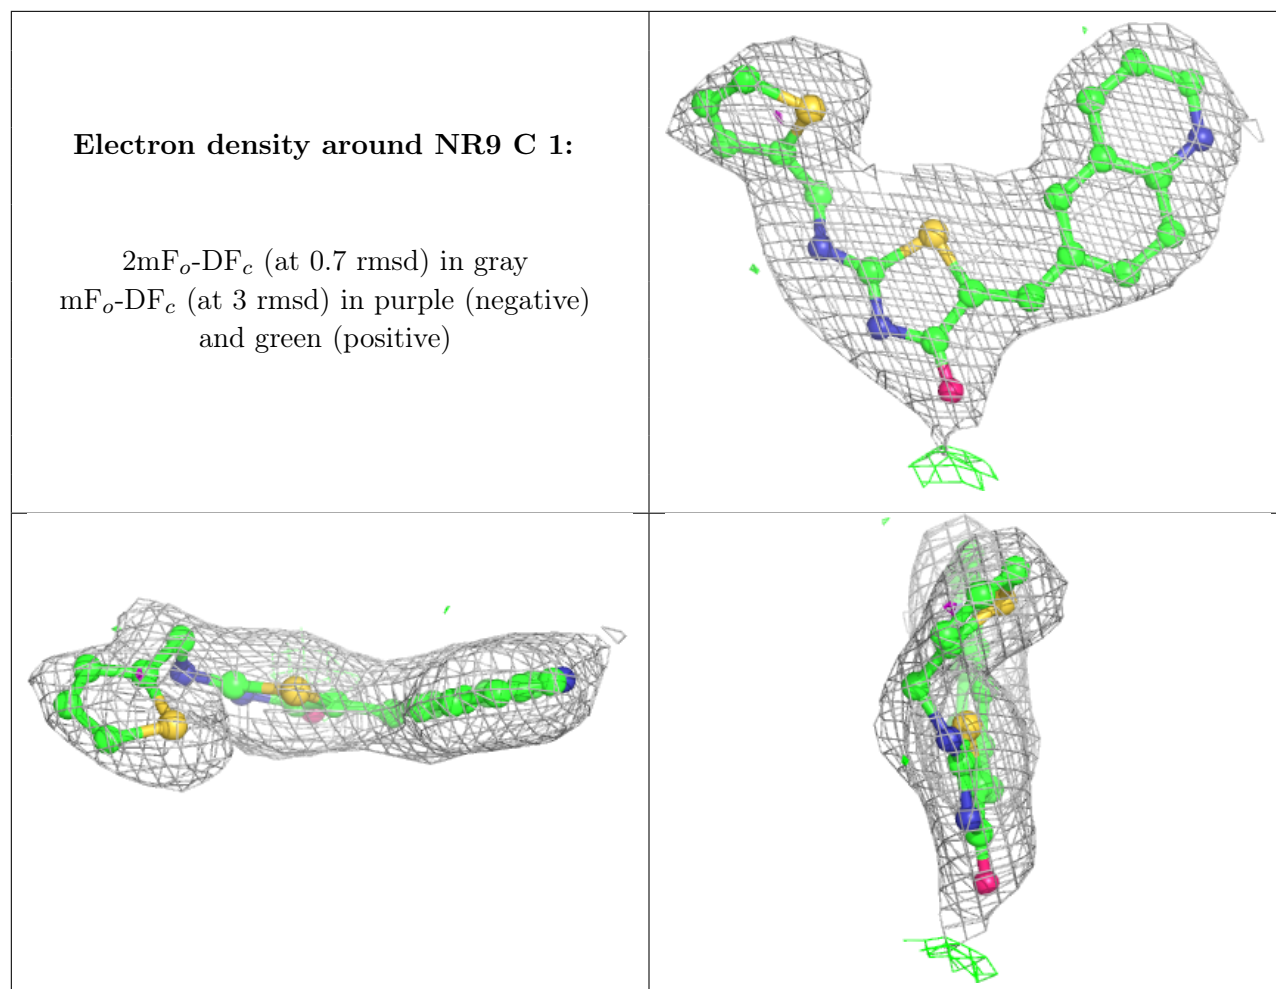 Electron density around NR9 C 1:
2mFo-DFc (at 0.7 rmsd) in gray
mFo-DFc (at 3 rmsd) in purple (negative)
and green (positive)